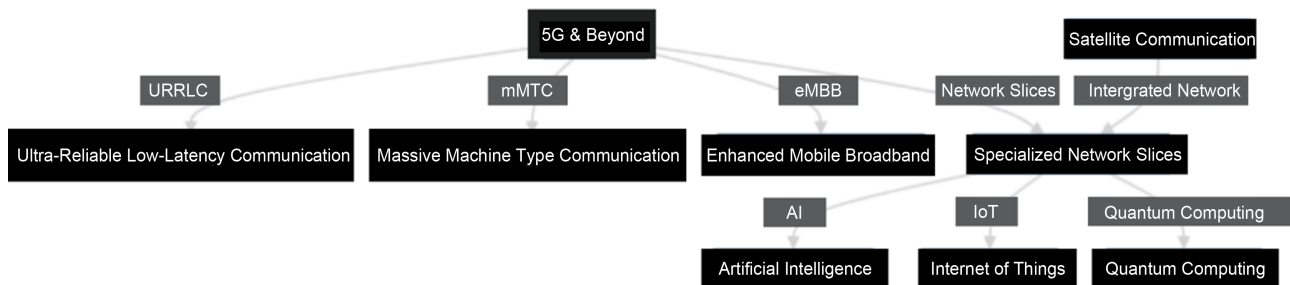 5G & Beyond
Satellite Communication
URRLC
mMTC
eMBB
Network Slices
Intergrated Network
Ultra-Reliable Low-Latency Communication
Massive Machine Type Communication
Enhanced Mobile Broadband
Specialized Network Slices
AI
IoT
Quantum Computing
Artificial Intelligence
Internet of Things
Quantum Computing